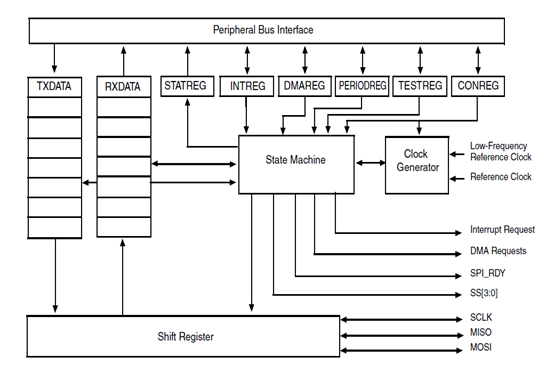 Peripheral Bus Interface
TXDATA
RXDATA
STATREG
INTREG
DMAREG
PERIODREG
TESTREG
CONREG
State Machine
Clock
Generator
Low-Frequency
Reference Clock
Reference Clock
Interrupt Request
DMA Requests
SPI_RDY
SS[3:0]
Shift Register
SCLK
MISO
MOSI